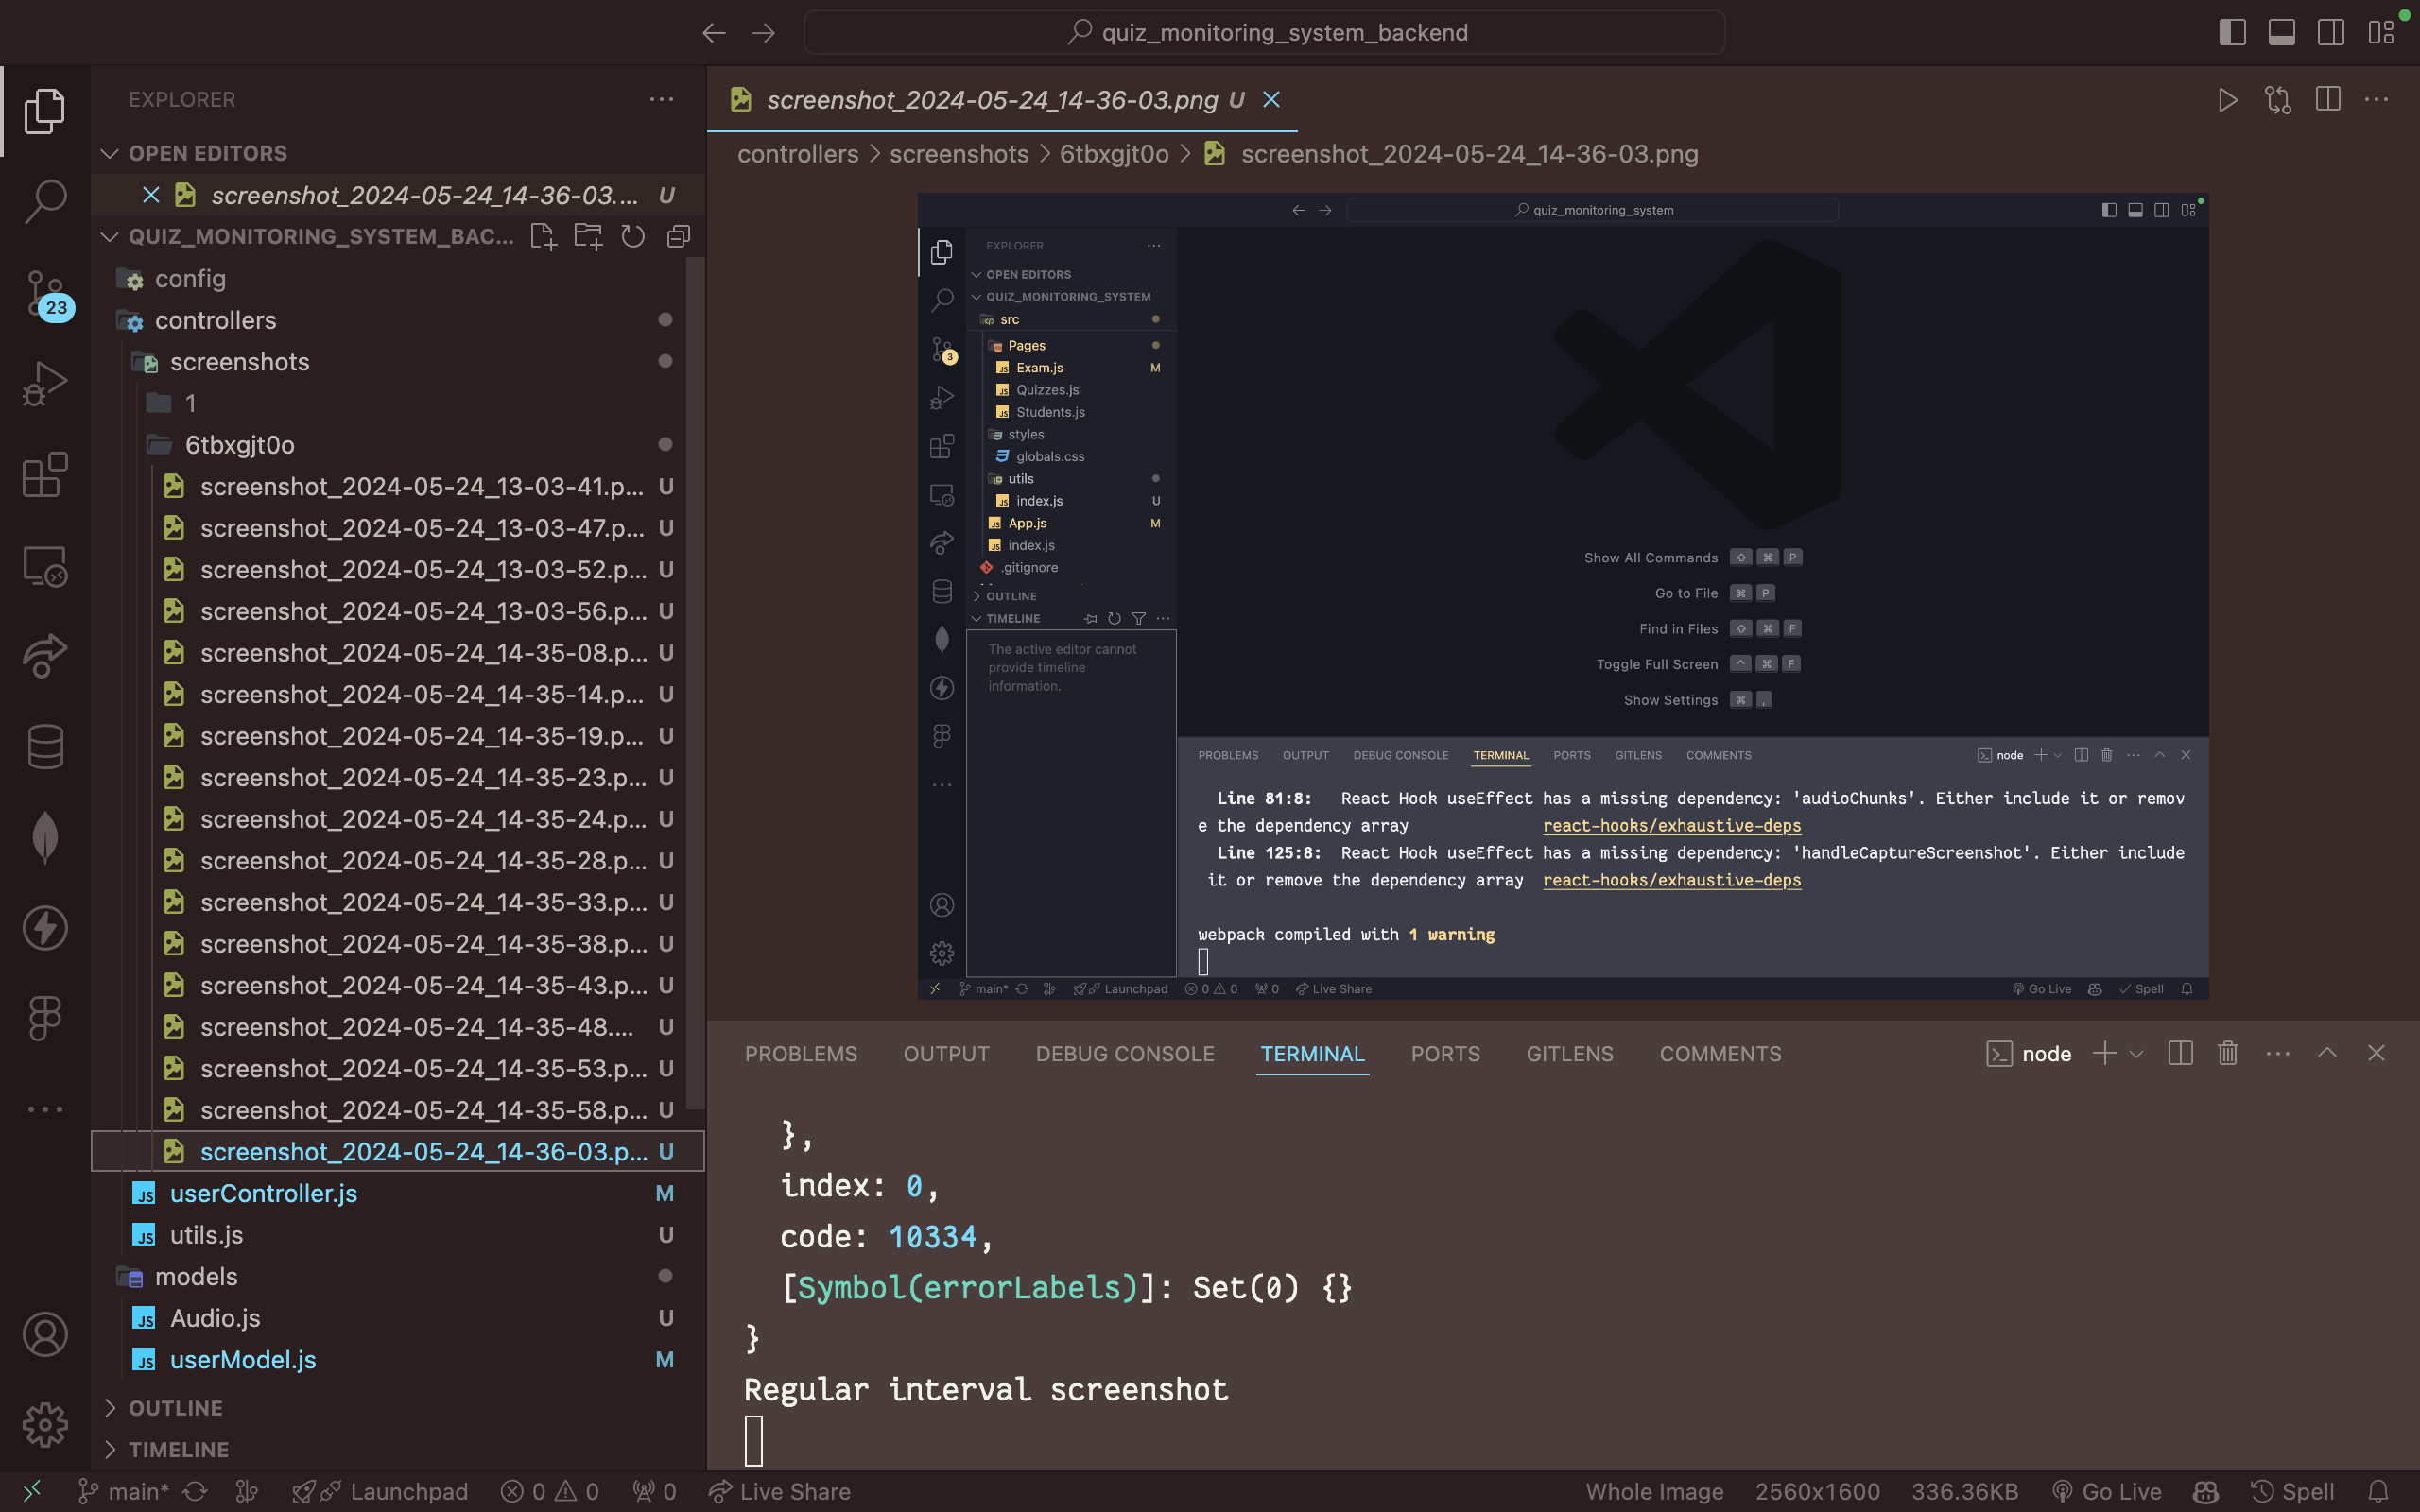 quiz_monitoring_system_backend
EXPLORER
OPEN EDITORS
screenshot_2024-05-24_14-36-03.... U
QUIZ_MONITORING_SYSTEM_BAC...
23
config
controllers
screenshots
1
6tbxgjt0o
screenshot_2024-05-24_13-03-41.p... U
screenshot_2024-05-24_13-03-47.p... U
screenshot_2024-05-24_13-03-52.p... U
screenshot_2024-05-24_13-03-56.p... U
screenshot_2024-05-24_14-35-08.p... U
screenshot_2024-05-24_14-35-14.p... U
screenshot_2024-05-24_14-35-19.p... U
screenshot_2024-05-24_14-35-23.p... U
screenshot_2024-05-24_14-35-24.p... U
screenshot_2024-05-24_14-35-28.p... U
screenshot_2024-05-24_14-35-33.p... U
screenshot_2024-05-24_14-35-38.p... U
screenshot_2024-05-24_14-35-43.p... U
screenshot_2024-05-24_14-35-48.... U
screenshot_2024-05-24_14-35-53.p... U
screenshot_2024-05-24_14-35-58.p... U
screenshot_2024-05-24_14-36-03.p... U
JS userController.js M
JS utils.js U
models
JS Audio.js U
JS userModel.js M
OUTLINE
TIMELINE
screenshot_2024-05-24_14-36-03.png U
controllers > screenshots > 6tbxgjt0o > screenshot_2024-05-24_14-36-03.png
quiz_monitoring_system
EXPLORER
OPEN EDITORS
QUIZ_MONITORING_SYSTEM
src
3
Pages
JS Exam.js M
JS Quizzes.js
JS Students.js
styles
globals.css
utils
JS index.js U
JS App.js M
JS index.js
.gitignore
OUTLINE
TIMELINE
The active editor cannot
provide timeline
information.
Show All Commands ⇧ ⌘ P
Go to File ⌘ P
Find in Files ⇧ ⌘ F
Toggle Full Screen ^ ⌘ F
Show Settings ⌘ ,
PROBLEMS OUTPUT DEBUG CONSOLE TERMINAL PORTS GITLENS COMMENTS node
Line 81:8: React Hook useEffect has a missing dependency: 'audioChunks'. Either include it or remov
e the dependency array react-hooks/exhaustive-deps
Line 125:8: React Hook useEffect has a missing dependency: 'handleCaptureScreenshot'. Either include
it or remove the dependency array react-hooks/exhaustive-deps
webpack compiled with 1 warning
main* Launchpad 0 0 0 Live Share Go Live Spell
PROBLEMS OUTPUT DEBUG CONSOLE TERMINAL PORTS GITLENS COMMENTS node
},
index: 0,
code: 10334,
[Symbol(errorLabels)]: Set(0) {}
}
Regular interval screenshot
main* Launchpad 0 0 0 Live Share Whole Image 2560x1600 336.36KB Go Live Spell